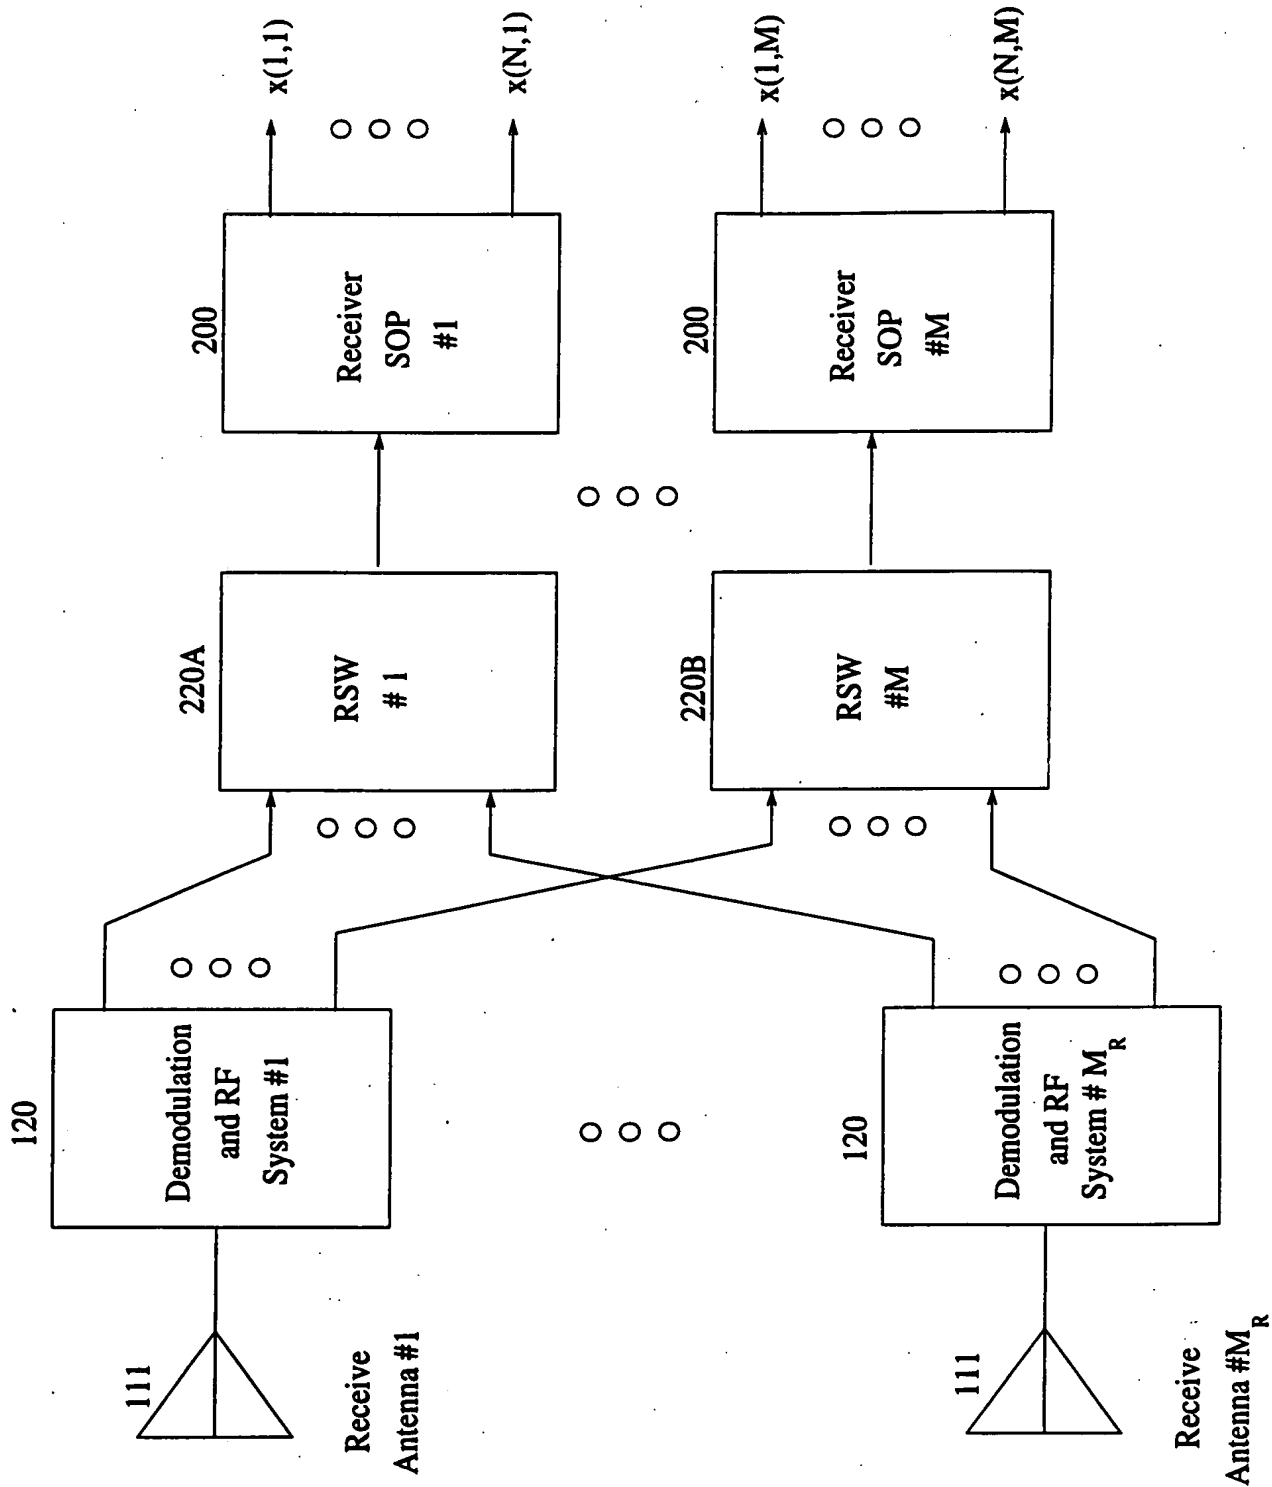 111
Receive
Antenna #1
120
Demodulation
and RF
System #1
220A
RSW
# 1
200
Receiver
SOP
#1
x(1,1)
x(N,1)
111
Receive
Antenna #M_R
120
Demodulation
and RF
System # M_R
220B
RSW
#M
200
Receiver
SOP
#M
x(1,M)
x(N,M)